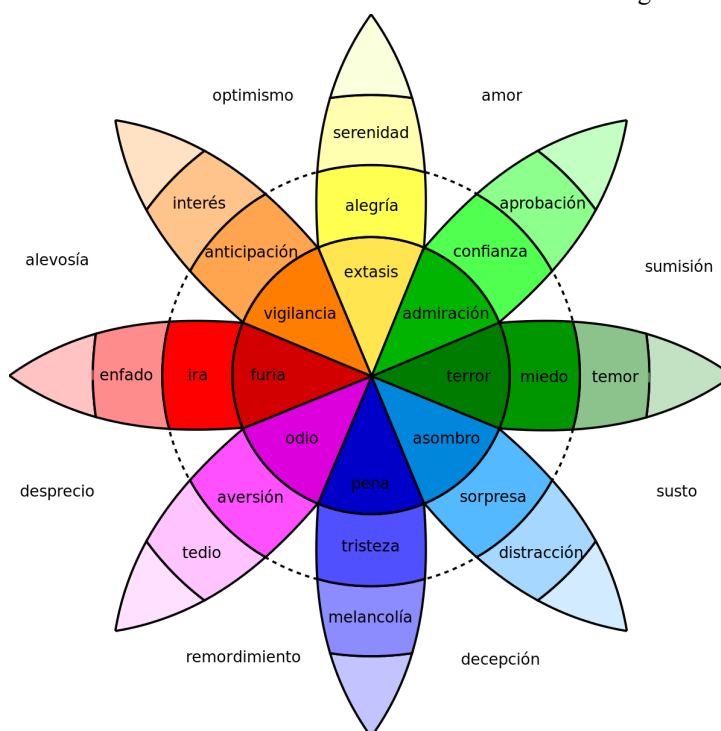 g
optimismo
amor
serenidad
interés
aprobación
alegría
anticipación
confianza
alevosía
extasis
sumisión
vigilancia
admiración
enfado
ira
furia
terror
miedo
temor
odio
asombro
desprecio
pena
susto
aversión
sorpresa
tristeza
tedio
distracción
melancolía
remordimiento
decepción